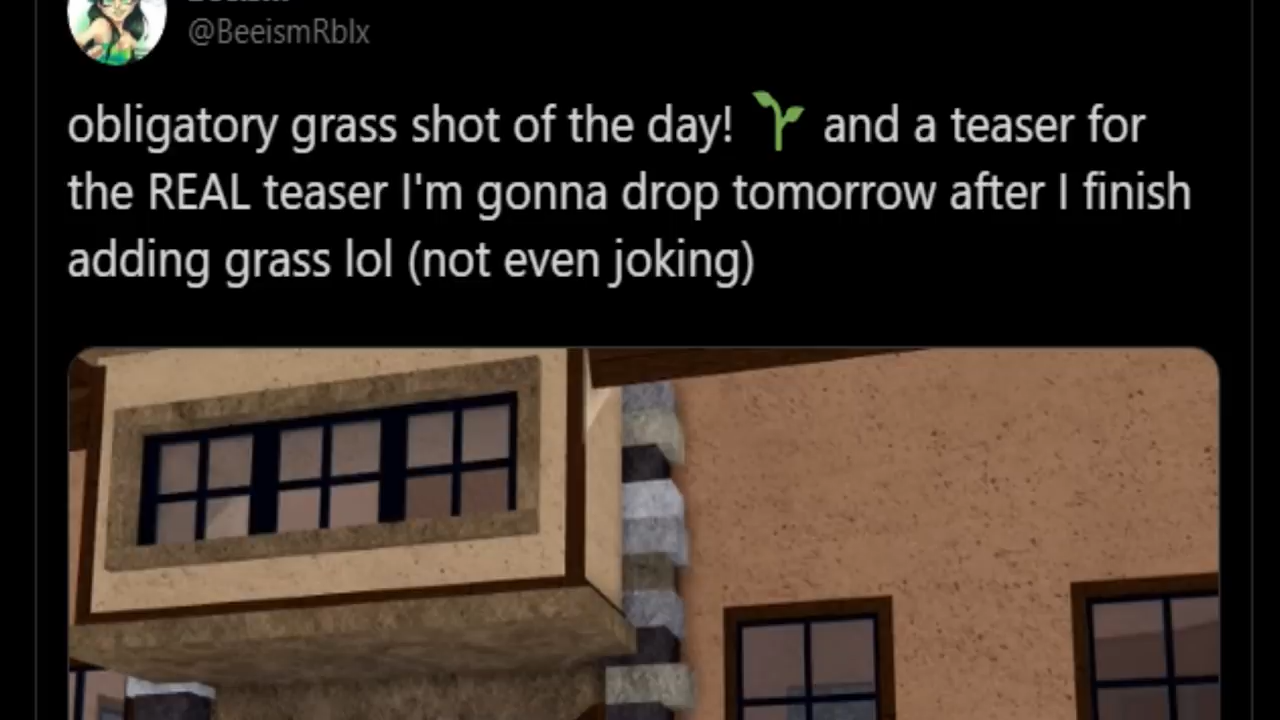 @BeeismRblx
obligatory grass shot of the day! 🌱 and a teaser for
the REAL teaser I'm gonna drop tomorrow after I finish
adding grass lol (not even joking)